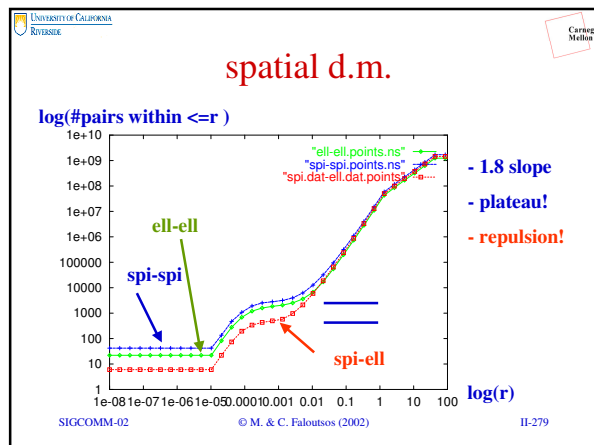 UNIVERSITY OF CALIFORNIA
RIVERSIDE
Carneg
Mellon
spatial d.m.
log(#pairs within <=r )
1e+10
1e+09
1e+08
1e+07
1e+06
100000
10000
1000
100
10
1
"ell-ell.points.ns"
"spi-spi.points.ns"
"spi.dat-ell.dat.points"
- 1.8 slope
- plateau!
- repulsion!
ell-ell
spi-spi
spi-ell
1e-08 1e-07 1e-06 1e-05 0.0001 0.001 0.01 0.1 1 10 100
log(r)
SIGCOMM-02 © M. & C. Faloutsos (2002) II-279